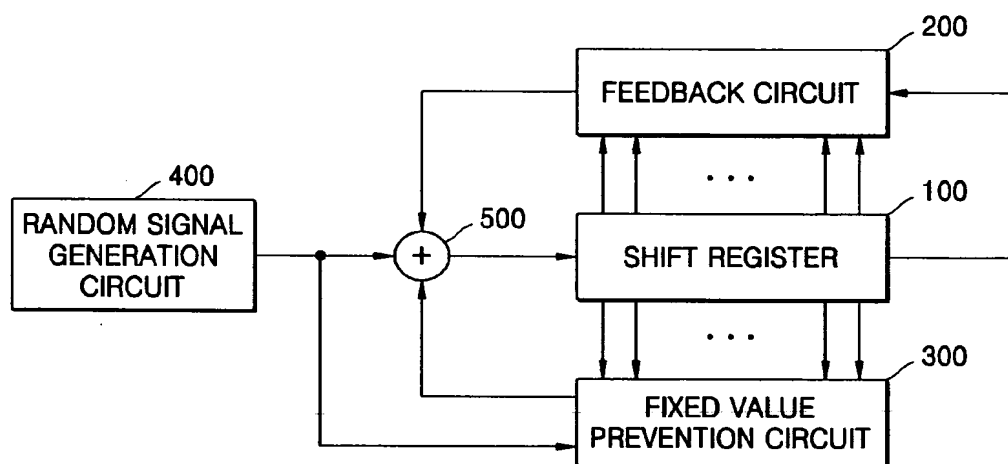 200
FEEDBACK CIRCUIT
. . .
400
RANDOM SIGNAL
GENERATION
CIRCUIT
500
+
100
SHIFT REGISTER
. . .
300
FIXED VALUE
PREVENTION CIRCUIT